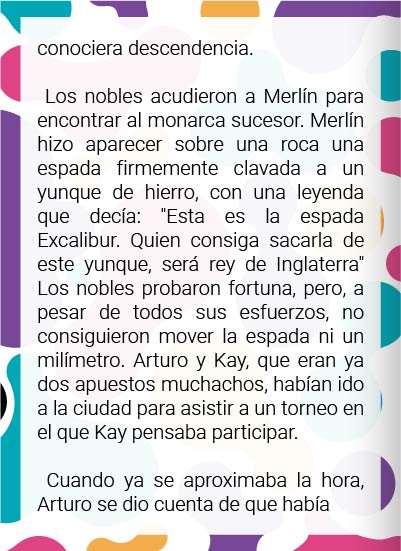 conociera descendencia.
Los nobles acudieron a Merlín para
encontrar al monarca sucesor. Merlín
hizo aparecer sobre una roca una
espada firmemente clavada a un
yunque de hierro, con una leyenda
que decía: "Esta es la espada
Excalibur. Quien consiga sacarla de
este yunque, será rey de Inglaterra"
Los nobles probaron fortuna, pero, a
pesar de todos sus esfuerzos, no
consiguieron mover la espada ni un
milímetro. Arturo y Kay, que eran ya
dos apuestos muchachos, habían ido
a la ciudad para asistir a un torneo en
el que Kay pensaba participar.
Cuando ya se aproximaba la hora,
Arturo se dio cuenta de que había